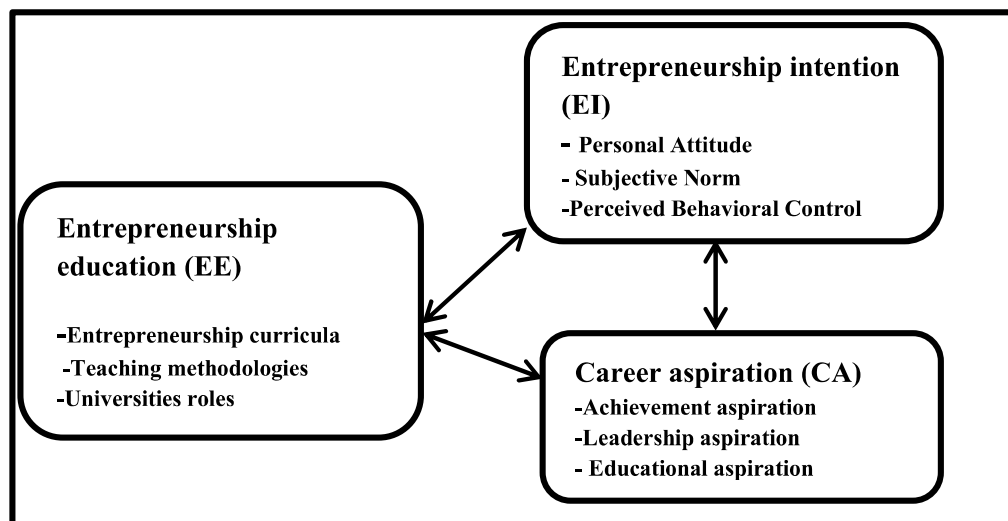 Entrepreneurship intention
(EI)
- Personal Attitude
- Subjective Norm
-Perceived Behavioral Control
Entrepreneurship
education (EE)
-Entrepreneurship curricula
-Teaching methodologies
-Universities roles
Career aspiration (CA)
-Achievement aspiration
-Leadership aspiration
- Educational aspiration